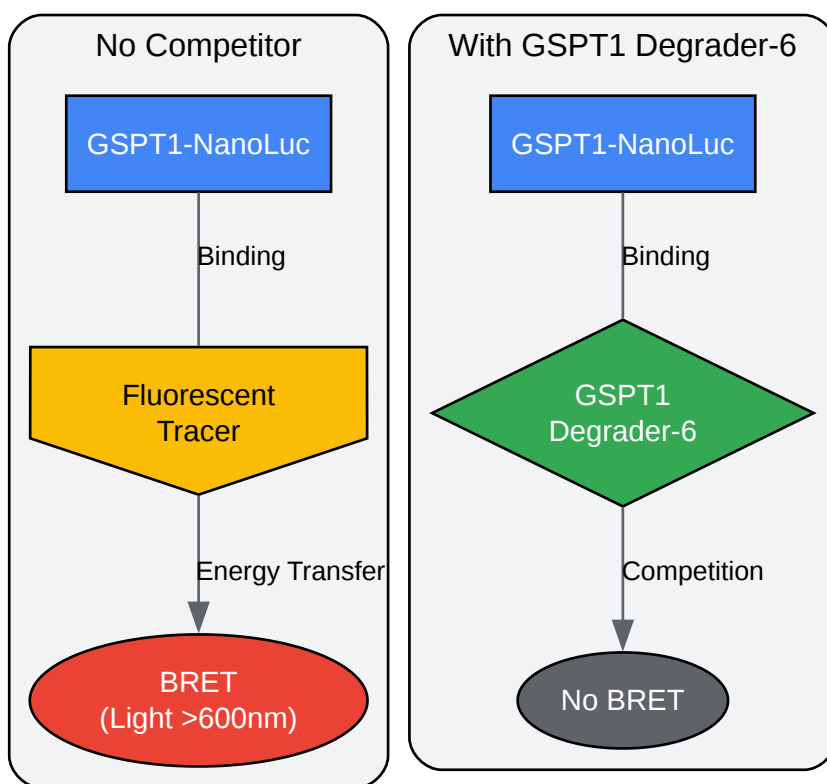 No Competitor
GSPT1-NanoLuc
Binding
Fluorescent
Tracer
Energy Transfer
BRET
(Light >600nm)
With GSPT1 Degrader-6
GSPT1-NanoLuc
Binding
GSPT1
Degrader-6
Competition
No BRET